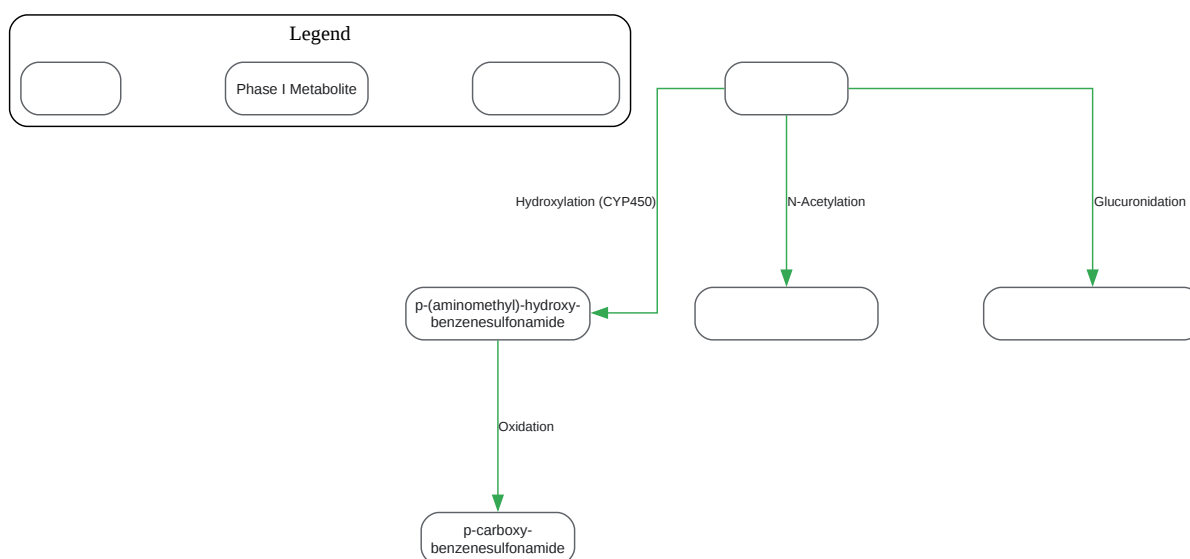 Legend
Phase I Metabolite
Hydroxylation (CYP450)
N-Acetylation
Glucuronidation
p-(aminomethyl)-hydroxy-
benzenesulfonamide
Oxidation
p-carboxy-
benzenesulfonamide